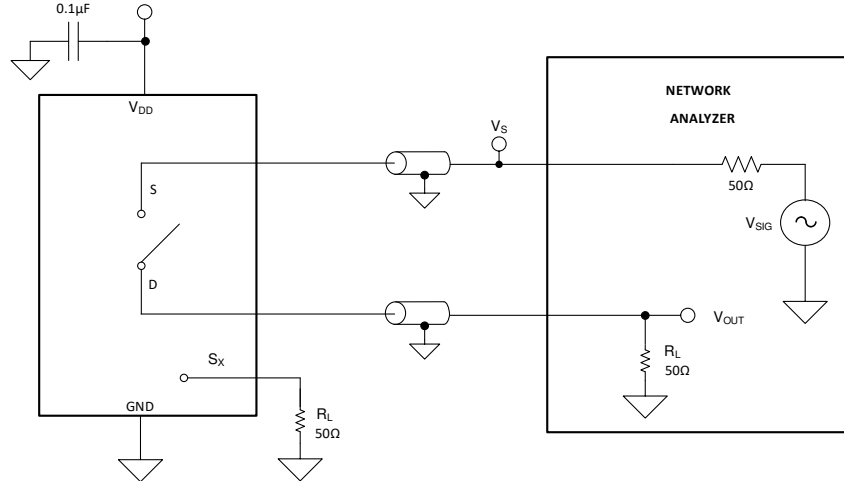 0.1µF
V_DD
NETWORK
ANALYZER
V_S
S
50Ω
V_SIG
D
V_OUT
S_X
R_L
50Ω
GND
R_L
50Ω